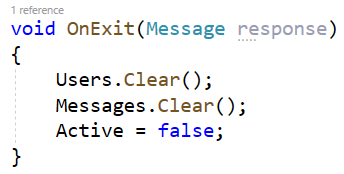 1 reference
void OnExit(Message response)
{
    Users.Clear();
    Messages.Clear();
    Active = false;
}